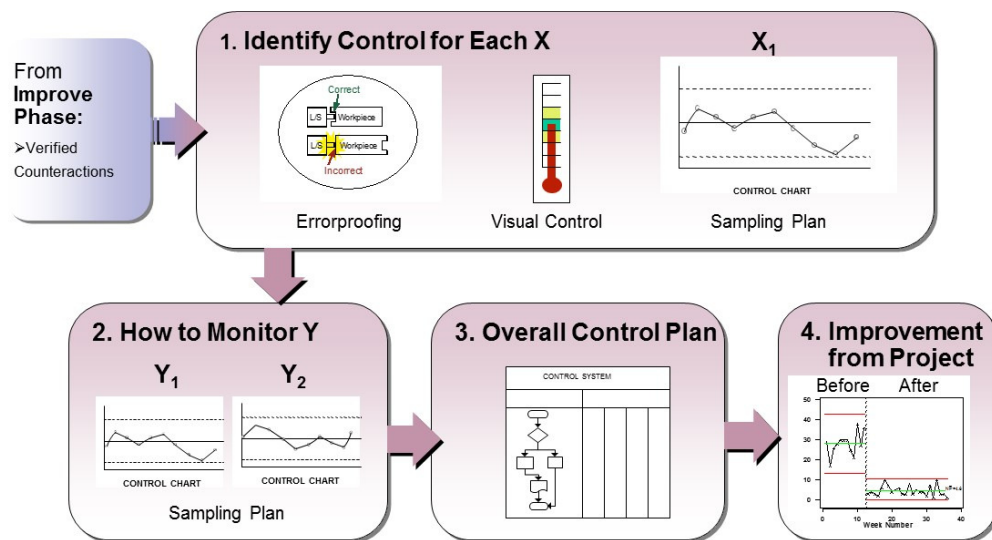 From
Improve
Phase:
➢Verified
Counteractions
1. Identify Control for Each X
X1
Correct
L/S
Workpiece
L/S
Workpiece
Incorrect
CONTROL CHART
Errorproofing
Visual Control
Sampling Plan
2. How to Monitor Y
Y1
Y2
CONTROL CHART
CONTROL CHART
Sampling Plan
3. Overall Control Plan
CONTROL SYSTEM
4. Improvement
from Project
Before
After
50
40
30
20
10
0
0
10
20
30
40
Week Number